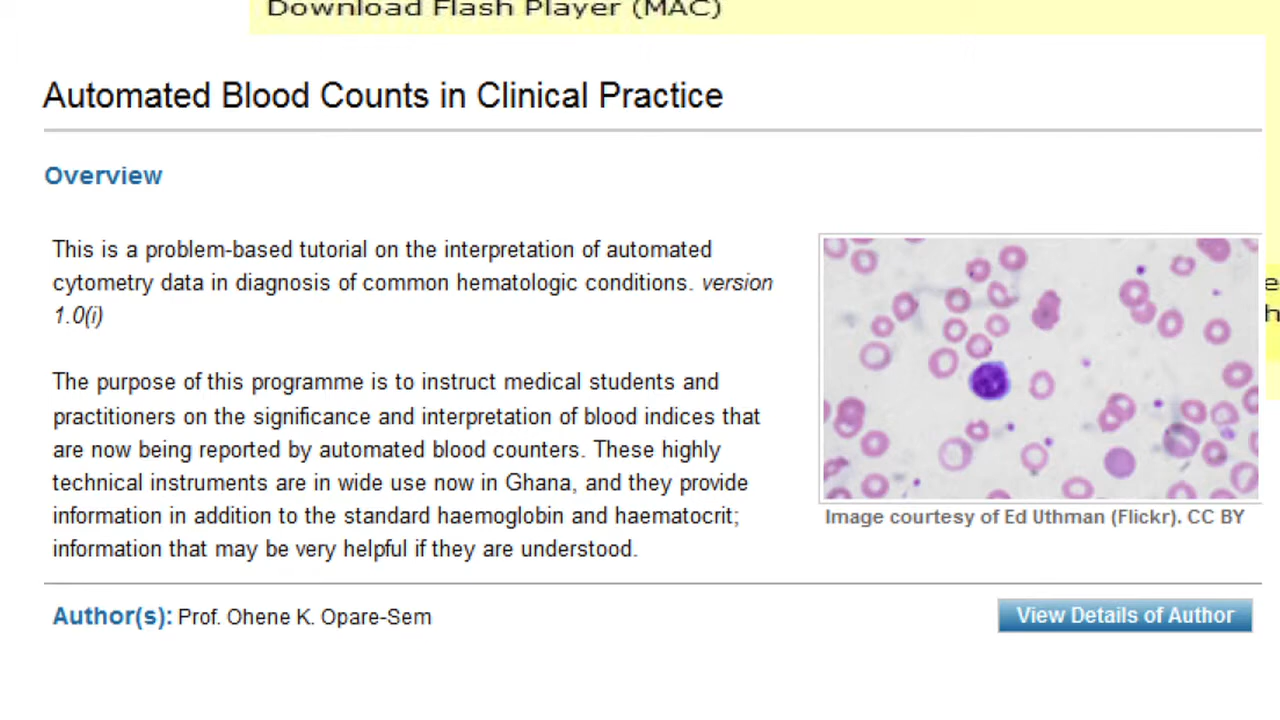 Download Flash Player (MAC)
Automated Blood Counts in Clinical Practice
Overview
This is a problem-based tutorial on the interpretation of automated
cytometry data in diagnosis of common hematologic conditions. version
1.0(i)
The purpose of this programme is to instruct medical students and
practitioners on the significance and interpretation of blood indices that
are now being reported by automated blood counters. These highly
technical instruments are in wide use now in Ghana, and they provide
information in addition to the standard haemoglobin and haematocrit;
information that may be very helpful if they are understood.
Image courtesy of Ed Uthman (Flickr). CC BY
Author(s): Prof. Ohene K. Opare-Sem
View Details of Author